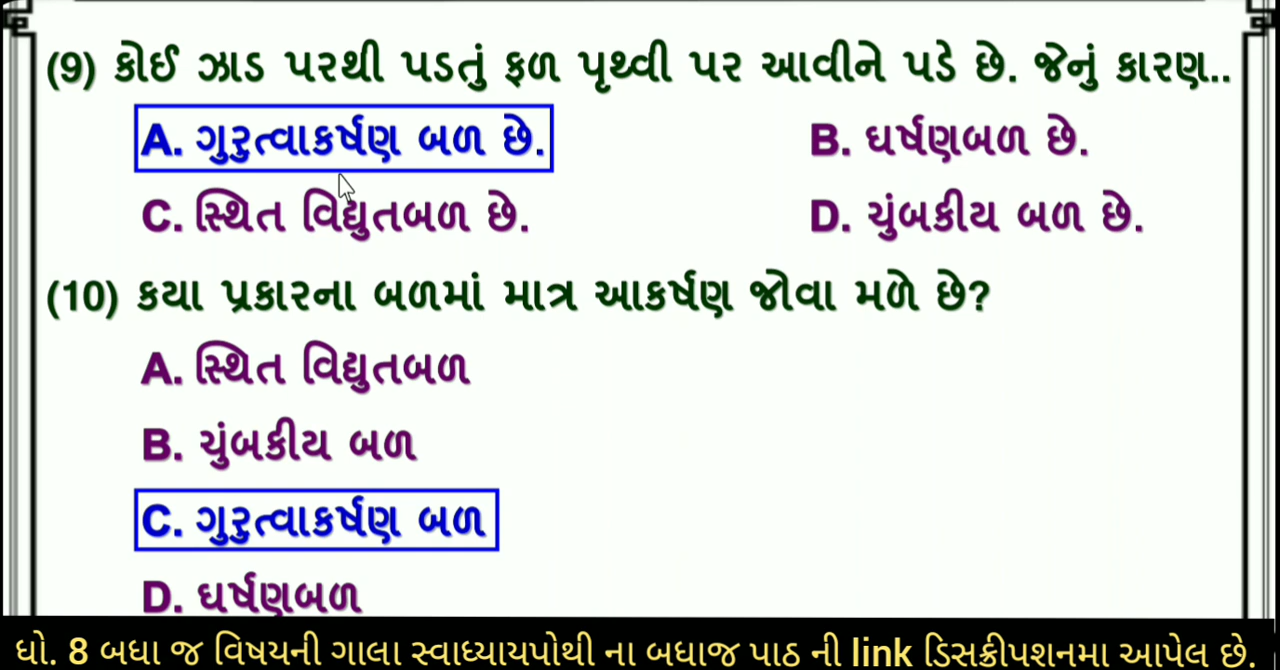 (9) કોઈ ઝાડ પરથી પડતું ફળ પૃથ્વી પર આવીને પડે છે. જેનું કારણ..
A. ગુરુત્વાકર્ષણ બળ છે. B. ઘર્ષણબળ છે.
C. સ્થિત વિદ્યુતબળ છે. D. ચુંબકીય બળ છે.
(10) કયા પ્રકારના બળમાં માત્ર આકર્ષણ જોવા મળે છે?
A. સ્થિત વિદ્યુતબળ
B. ચુંબકીય બળ
C. ગુરુત્વાકર્ષણ બળ
D. ઘર્ષણબળ
ધો. 8 બધા જ વિષયની ગાલા સ્વાધ્યાયપોથી ના બધાજ પાઠ ની link ડિસક્રીપશનમા આપેલ છે.